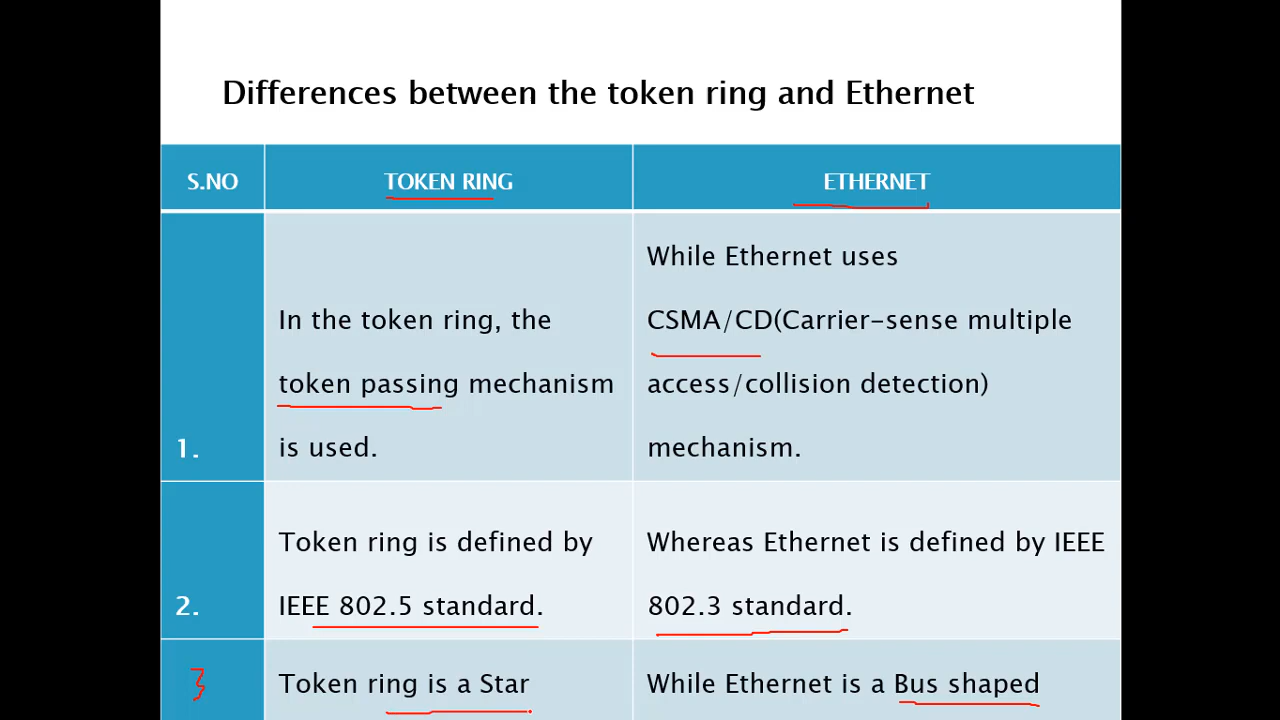 Differences between the token ring and Ethernet
S.NO TOKEN RING ETHERNET
In the token ring, the
token passing mechanism
is used.
While Ethernet uses
CSMA/CD(Carrier-sense multiple
access/collision detection)
mechanism.
1.
Token ring is defined by
IEEE 802.5 standard.
Whereas Ethernet is defined by IEEE
802.3 standard.
2.
3
Token ring is a Star
While Ethernet is a Bus shaped